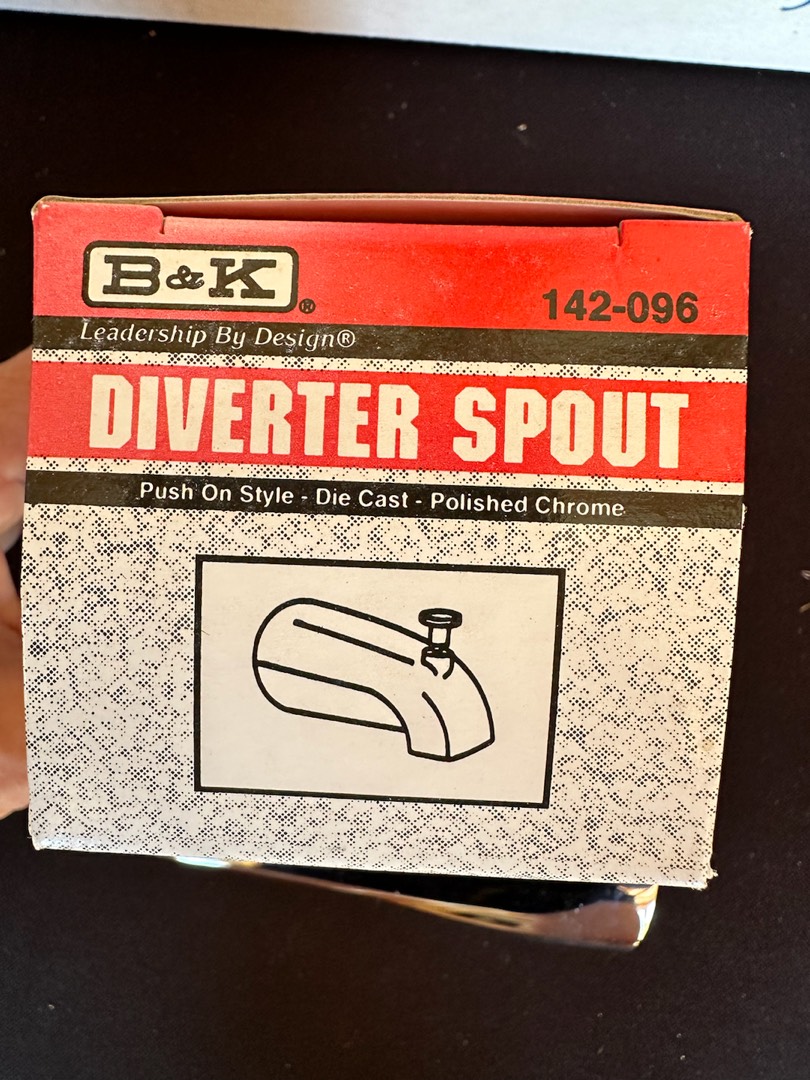 B&K®
142-096
Leadership By Design®
DIVERTER SPOUT
Push On Style - Die Cast - Polished Chrome